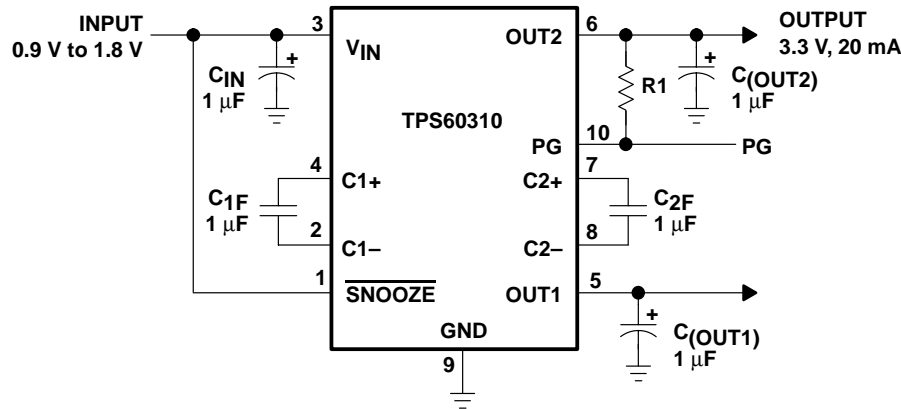 INPUT
0.9 V to 1.8 V
3
VIN
OUT2
6
OUTPUT
3.3 V, 20 mA
CIN
1 µF
+
R1
+
C(OUT2)
1 µF
TPS60310
PG
10
PG
4
C1+
C2+
7
C1F
1 µF
C2F
1 µF
2
C1–
C2–
8
1
SNOOZE
OUT1
5
GND
9
+
C(OUT1)
1 µF